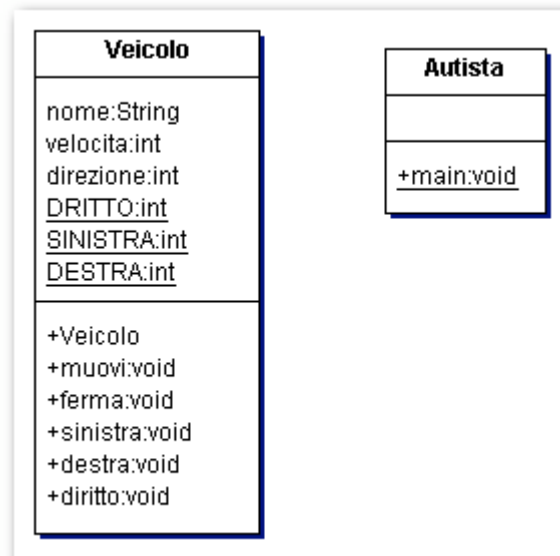 Veicolo
nome:String
velocita:int
direzione:int
DRITTO:int
SINISTRA:int
DESTRA:int
+Veicolo
+muovi:void
+ferma:void
+sinistra:void
+destra:void
+diritto:void
Autista
+main:void